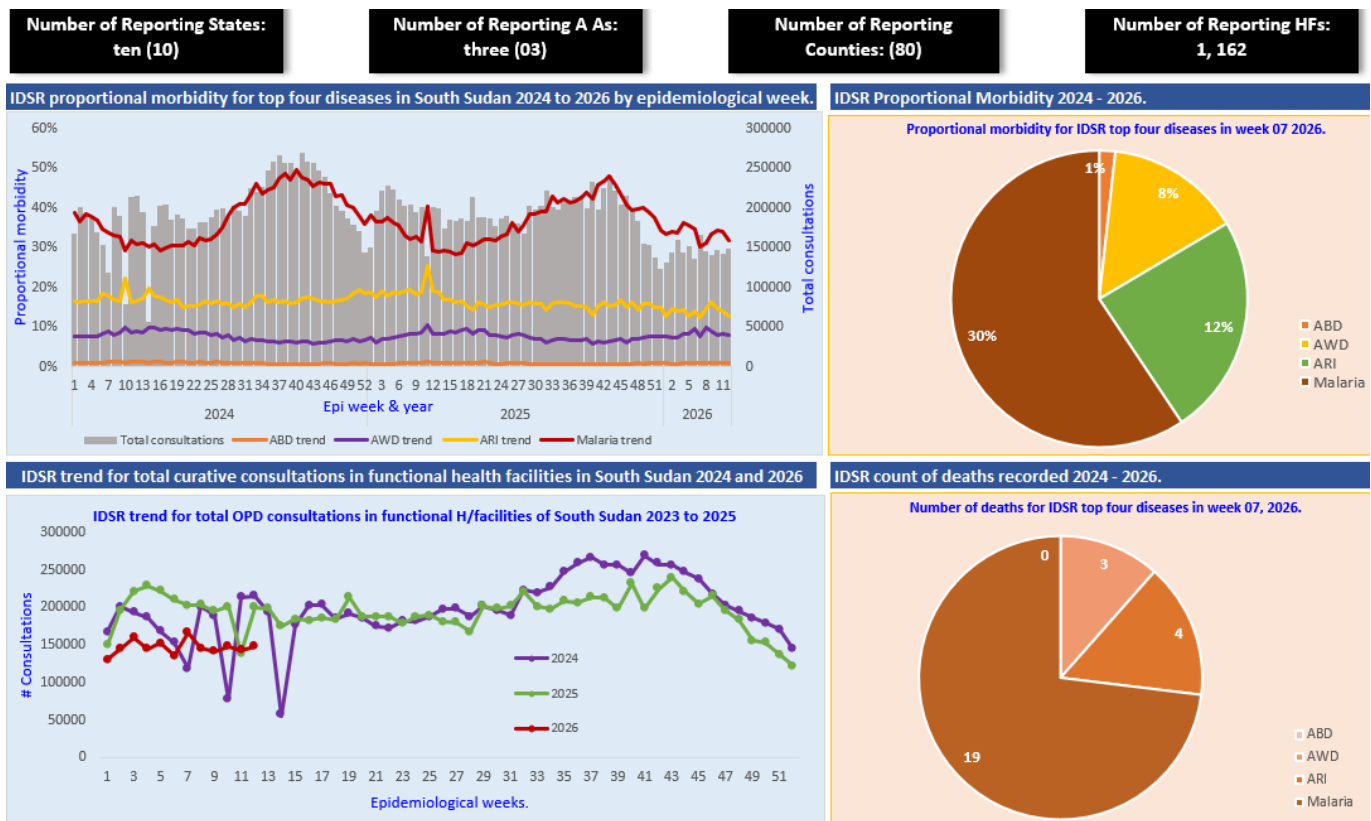 Number of Reporting States:
ten (10)
Number of Reporting A As:
three (03)
Number of Reporting
Counties: (80)
Number of Reporting HFs:
1, 162
IDSR proportional morbidity for top four diseases in South Sudan 2024 to 2026 by epidemiological week.
60%
50%
40%
30%
20%
10%
0%
Proportional morbidity
300000
250000
200000
150000
100000
50000
0
Total consultations
1 4 7 10 13 16 19 22 25 28 31 34 37 40 43 46 49 52 3 6 9 12 15 18 21 24 27 30 33 36 39 42 45 48 51 2 5 8 11
2024 2025 2026
Epi week & year
Total consultations ABD trend AWD trend ARI trend Malaria trend
IDSR Proportional Morbidity 2024 - 2026.
Proportional morbidity for IDSR top four diseases in week 07 2026.
1%
8%
12%
30%
ABD
AWD
ARI
Malaria
IDSR trend for total curative consultations in functional health facilities in South Sudan 2024 and 2026
IDSR trend for total OPD consultations in functional H/facilities of South Sudan 2023 to 2025
300000
250000
200000
150000
100000
50000
0
# Consultations
2024
2025
2026
1 3 5 7 9 11 13 15 17 19 21 23 25 27 29 31 33 35 37 39 41 43 45 47 49 51
Epidemiological weeks.
IDSR count of deaths recorded 2024 - 2026.
Number of deaths for IDSR top four diseases in week 07, 2026.
0
3
4
19
ABD
AWD
ARI
Malaria